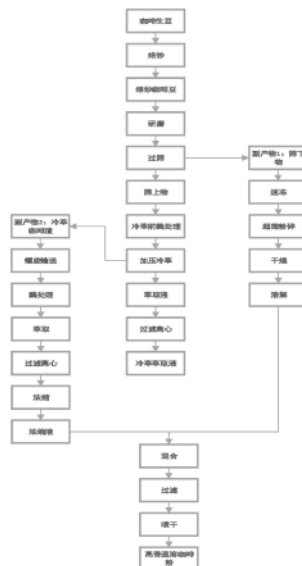 咖啡生豆
焙炒
焙炒咖啡豆
研磨
过筛
副产物1：筛下
物
筛上物
速冻
副产物2：冷萃
咖啡渣
冷萃前酶处理
超微粉碎
螺旋输送
加压冷萃
干燥
酶处理
萃取液
溶解
萃取
过滤离心
过滤离心
冷萃萃取液
浓缩
浓缩液
混合
过滤
喷干
高普速溶咖啡
粉